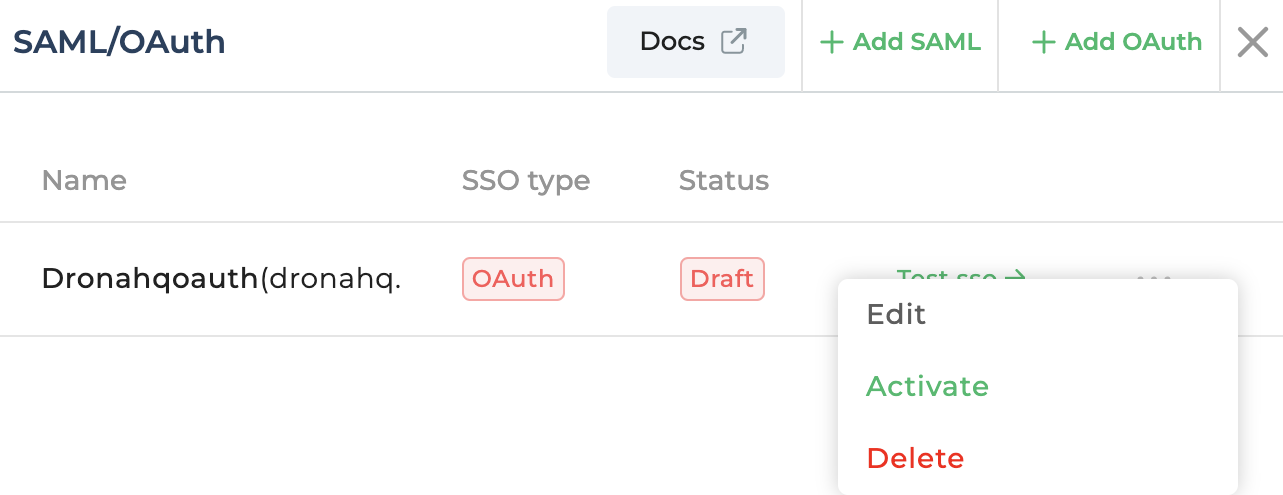 SAML/OAuth
Docs
Add SAML
Add OAuth
Name SSO type Status
Dronahqoauth(dronahq. OAuth Draft Test sso →
Edit
Activate
Delete